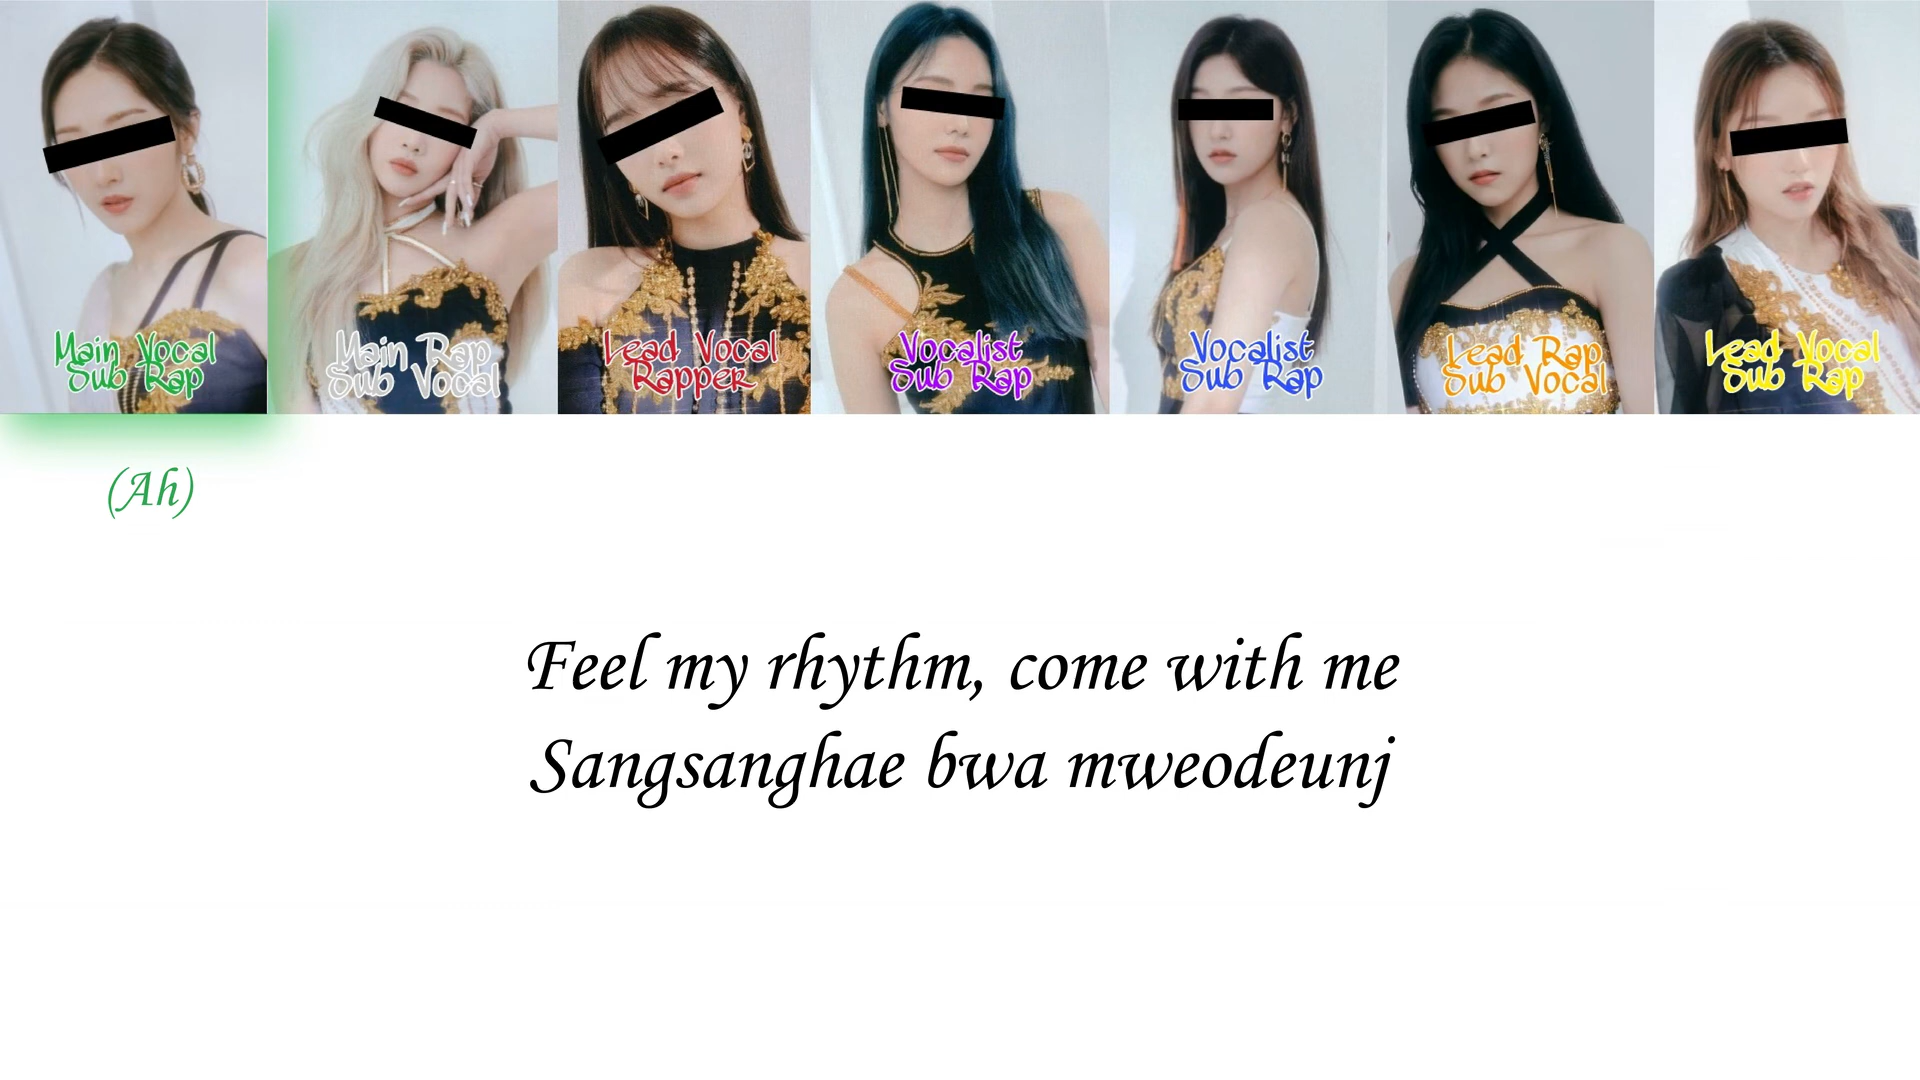 Main Vocal
Sub Rap
Main Rap
Sub Vocal
Lead Vocal
Rapper
Vocalist
Sub Rap
Vocalist
Sub Rap
Lead Rap
Sub Vocal
Lead Vocal
Sub Rap
(Ah)
Feel my rhythm, come with me
Sangsanghae bwa mweodeunj